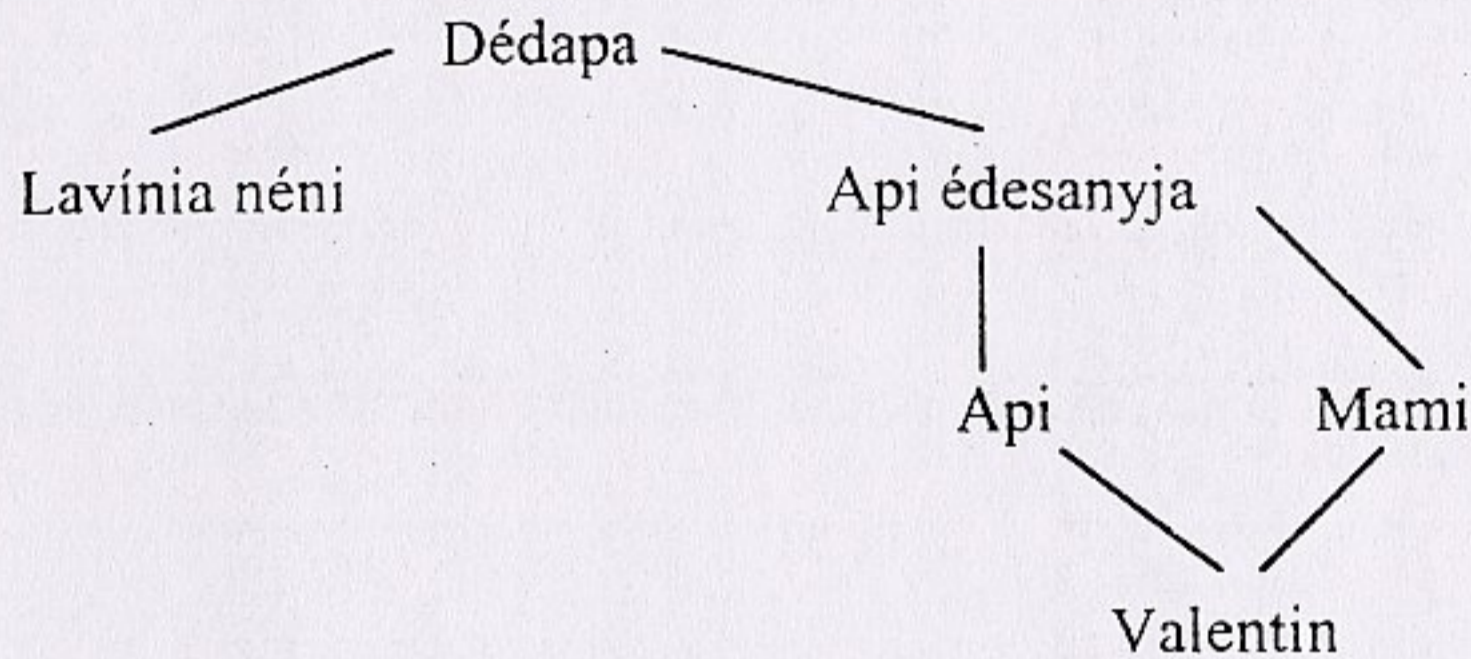 Dédapa
Lavínia néni
Api édesanyja
Api
Mami
Valentin